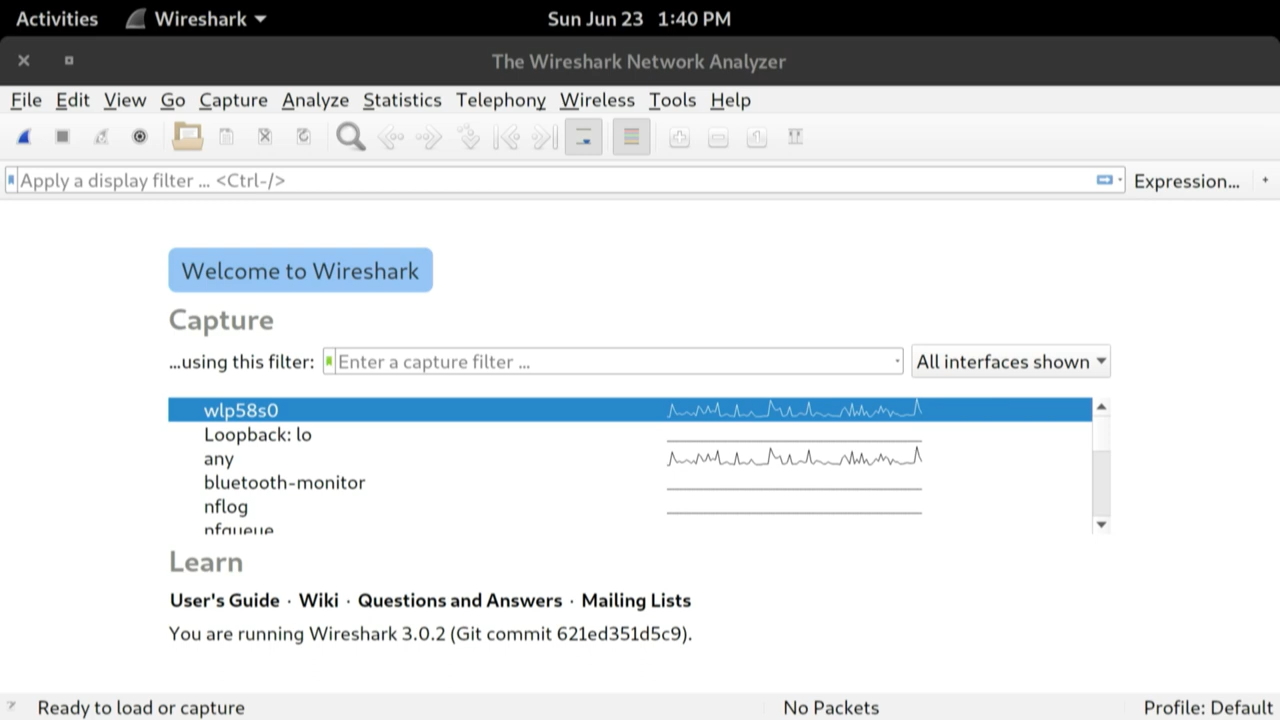 Activities Wireshark Sun Jun 23 1:40 PM
The Wireshark Network Analyzer
File Edit View Go Capture Analyze Statistics Telephony Wireless Tools Help
Apply a display filter ... <Ctrl-/> Expression...
Welcome to Wireshark
Capture
...using this filter: Enter a capture filter ... All interfaces shown
wlp58s0
Loopback: lo
any
bluetooth-monitor
nflog
nfqueue
Learn
User's Guide · Wiki · Questions and Answers · Mailing Lists
You are running Wireshark 3.0.2 (Git commit 621ed351d5c9).
Ready to load or capture No Packets Profile: Default